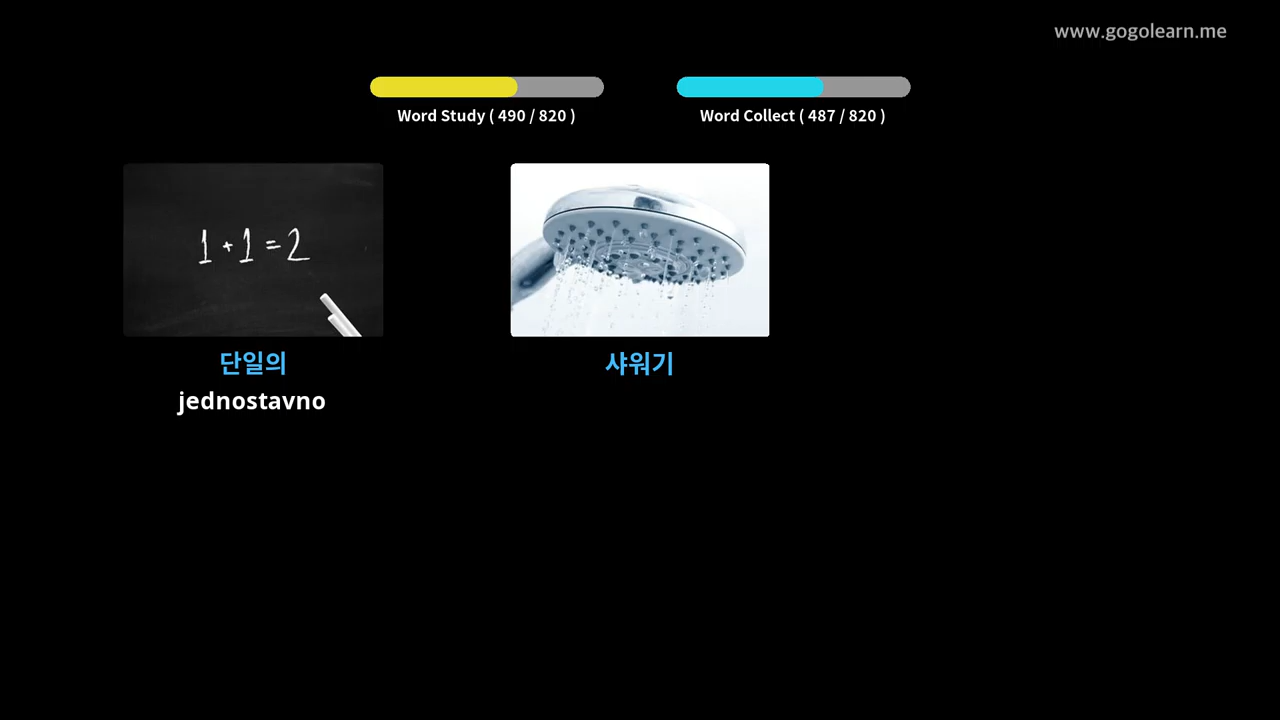 www.gogolearn.me
Word Study ( 490 / 820 )
Word Collect ( 487 / 820 )
1 + 1 = 2
단일의
jednostavno
샤워기